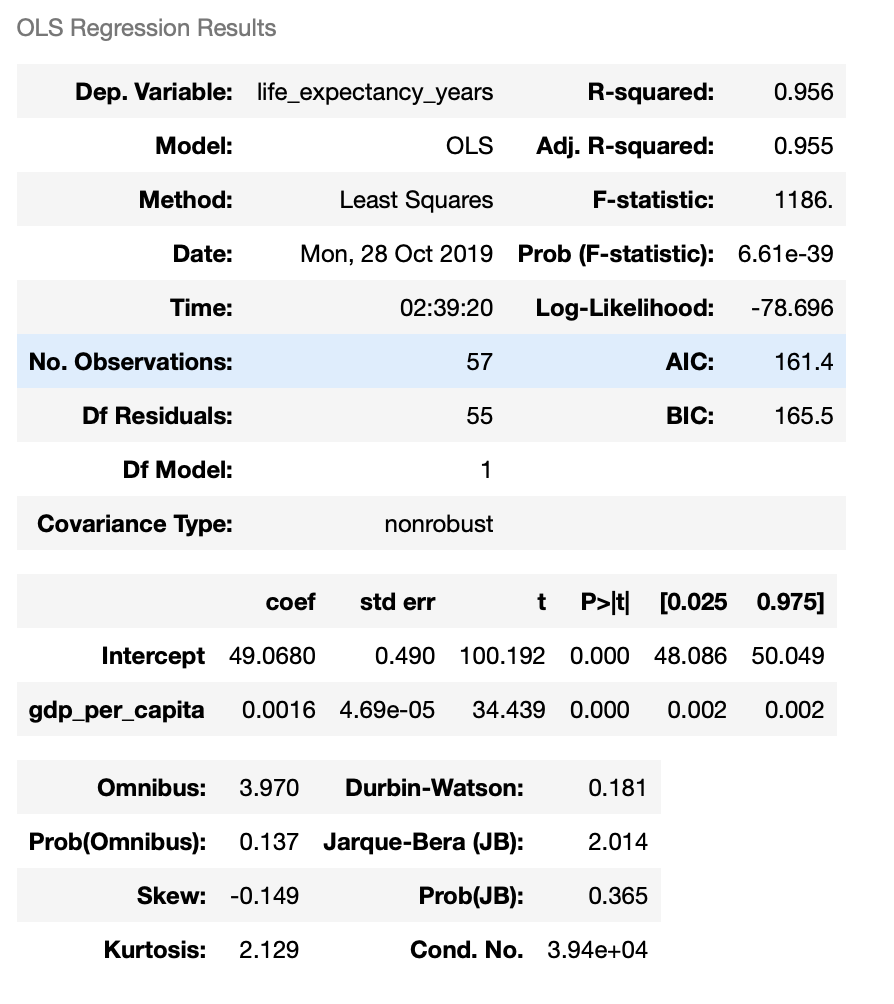 OLS Regression Results
Dep. Variable: life_expectancy_years R-squared: 0.956
Model: OLS Adj. R-squared: 0.955
Method: Least Squares F-statistic: 1186.
Date: Mon, 28 Oct 2019 Prob (F-statistic): 6.61e-39
Time: 02:39:20 Log-Likelihood: -78.696
No. Observations: 57 AIC: 161.4
Df Residuals: 55 BIC: 165.5
Df Model: 1
Covariance Type: nonrobust
coef std err t P>|t| [0.025 0.975]
Intercept 49.0680 0.490 100.192 0.000 48.086 50.049
gdp_per_capita 0.0016 4.69e-05 34.439 0.000 0.002 0.002
Omnibus: 3.970 Durbin-Watson: 0.181
Prob(Omnibus): 0.137 Jarque-Bera (JB): 2.014
Skew: -0.149 Prob(JB): 0.365
Kurtosis: 2.129 Cond. No. 3.94e+04